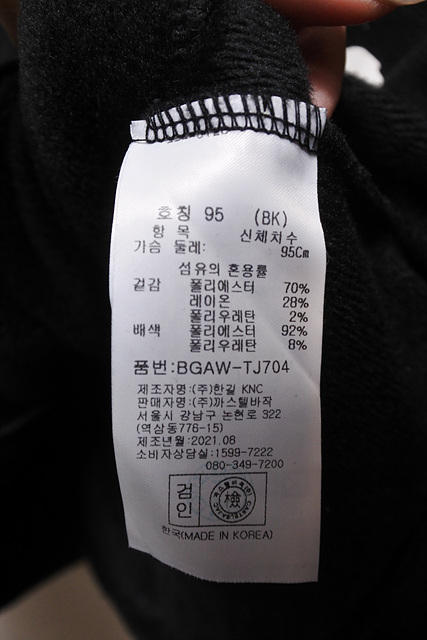 호칭 95 (BK)
항 목 신체치수
가슴 둘레: 95Cm
섬유의 혼용률
겉감 폴리에스터 70%
레이온 28%
폴리우레탄 2%
배색 폴리에스터 92%
폴리우레탄 8%
품번:BGAW-TJ704
제조자명:(주)한길 KNC
판매자명:(주)까스텔바작
서울시 강남구 논현로 322
(역삼동776-15)
제조년월:2021.08
소비자상담실:1599-7222
080-349-7200
검인
檢
한국(MADE IN KOREA)